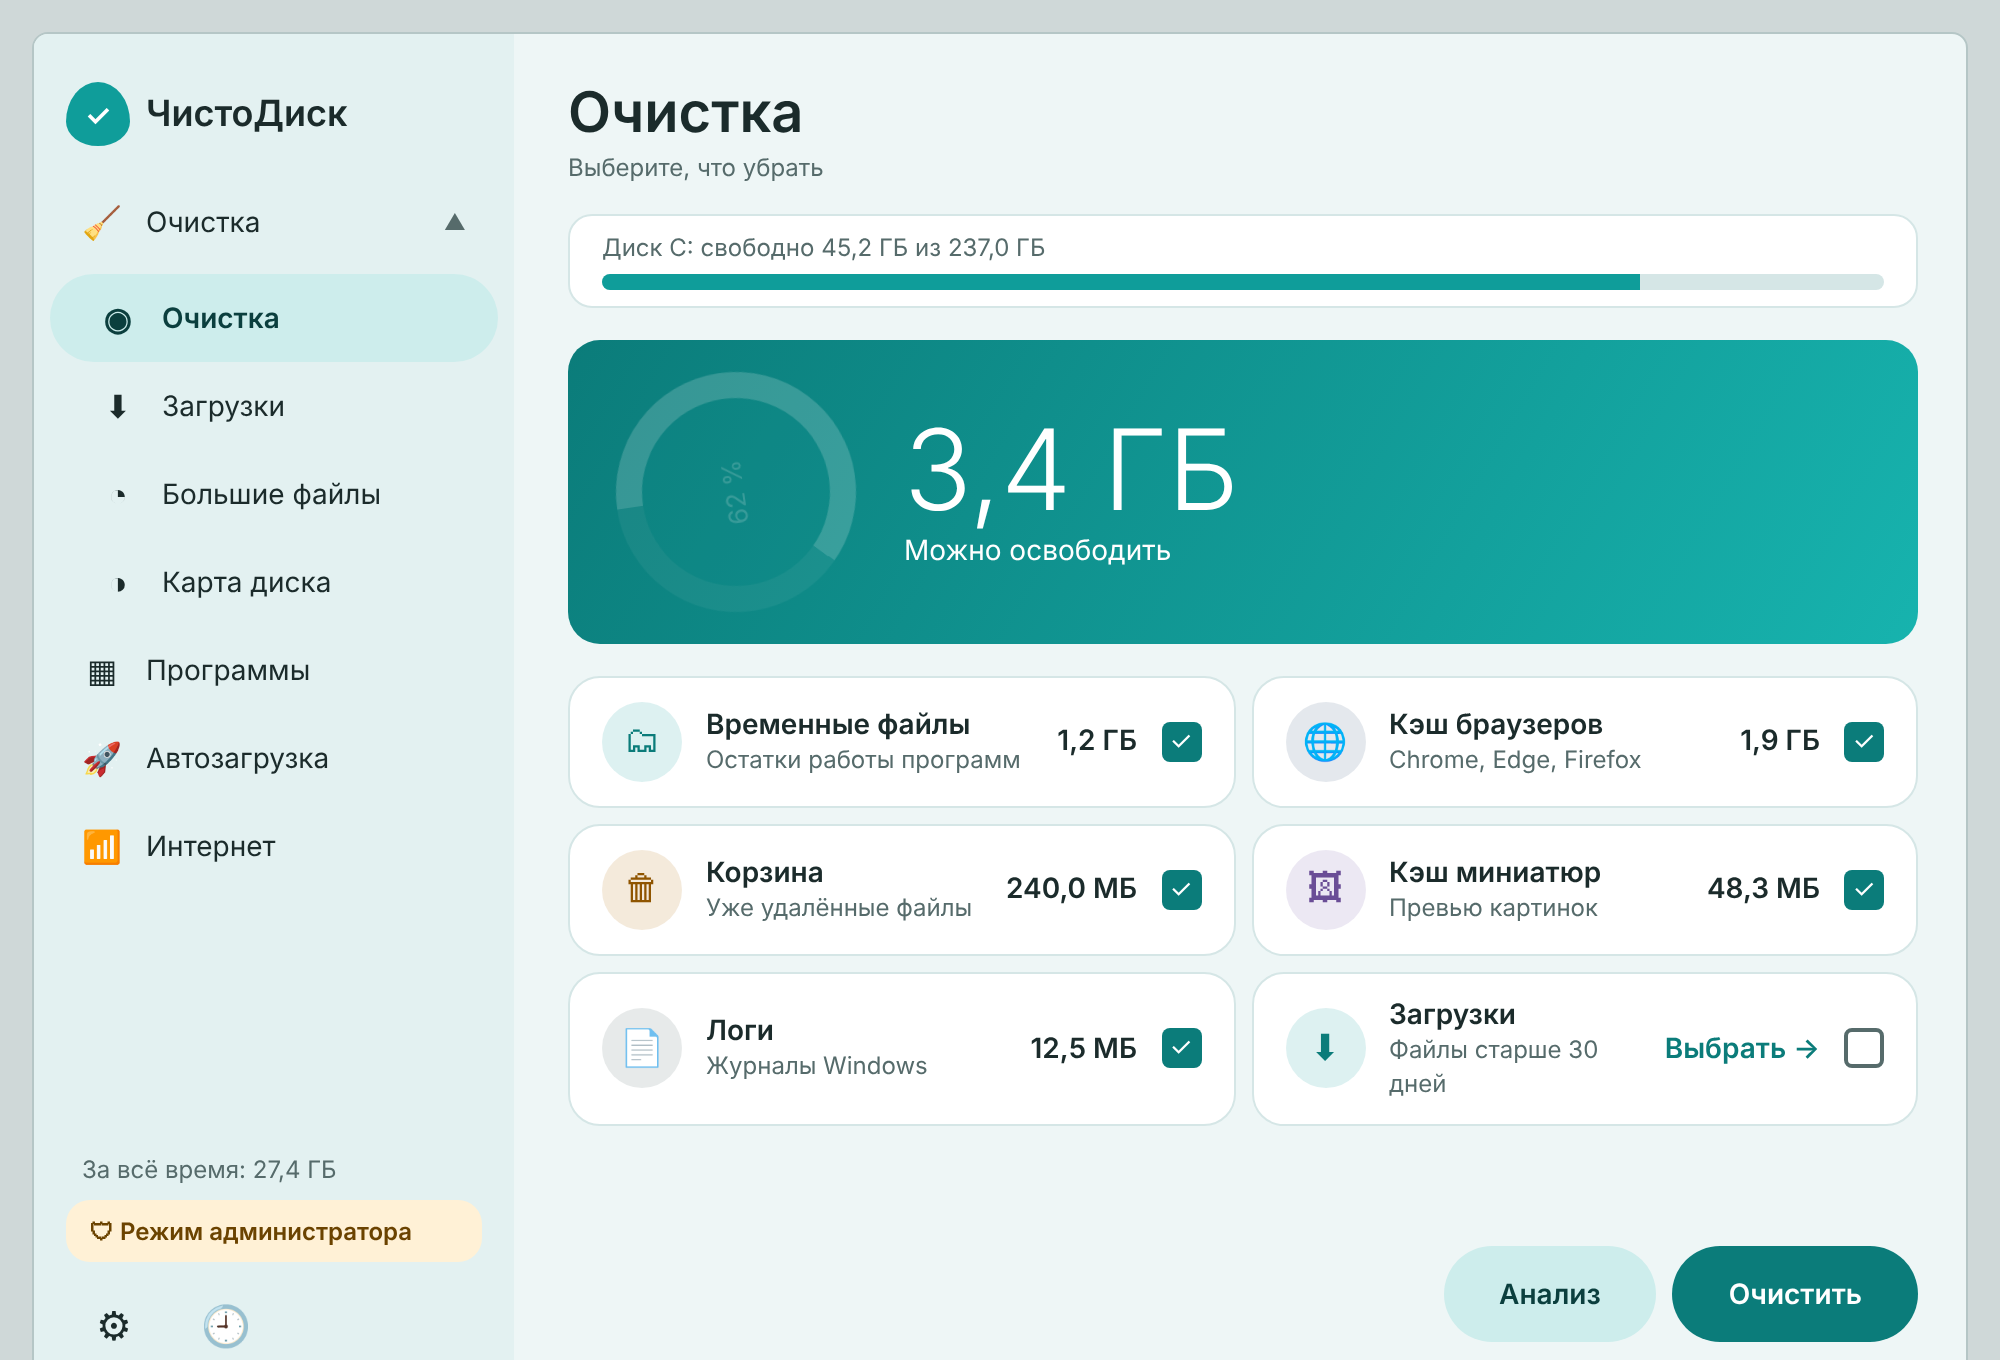 ЧистоДиск
Очистка
Очистка
Загрузки
Большие файлы
Карта диска
Программы
Автозагрузка
Интернет
За всё время: 27,4 ГБ
Режим администратора
Очистка
Выберите, что убрать
Диск C: свободно 45,2 ГБ из 237,0 ГБ
62 %
3,4 ГБ
Можно освободить
Временные файлы
Остатки работы программ
1,2 ГБ
Кэш браузеров
Chrome, Edge, Firefox
1,9 ГБ
Корзина
Уже удалённые файлы
240,0 МБ
Кэш миниатюр
Превью картинок
48,3 МБ
Логи
Журналы Windows
12,5 МБ
Загрузки
Файлы старше 30
дней
Выбрать →
Анализ
Очистить